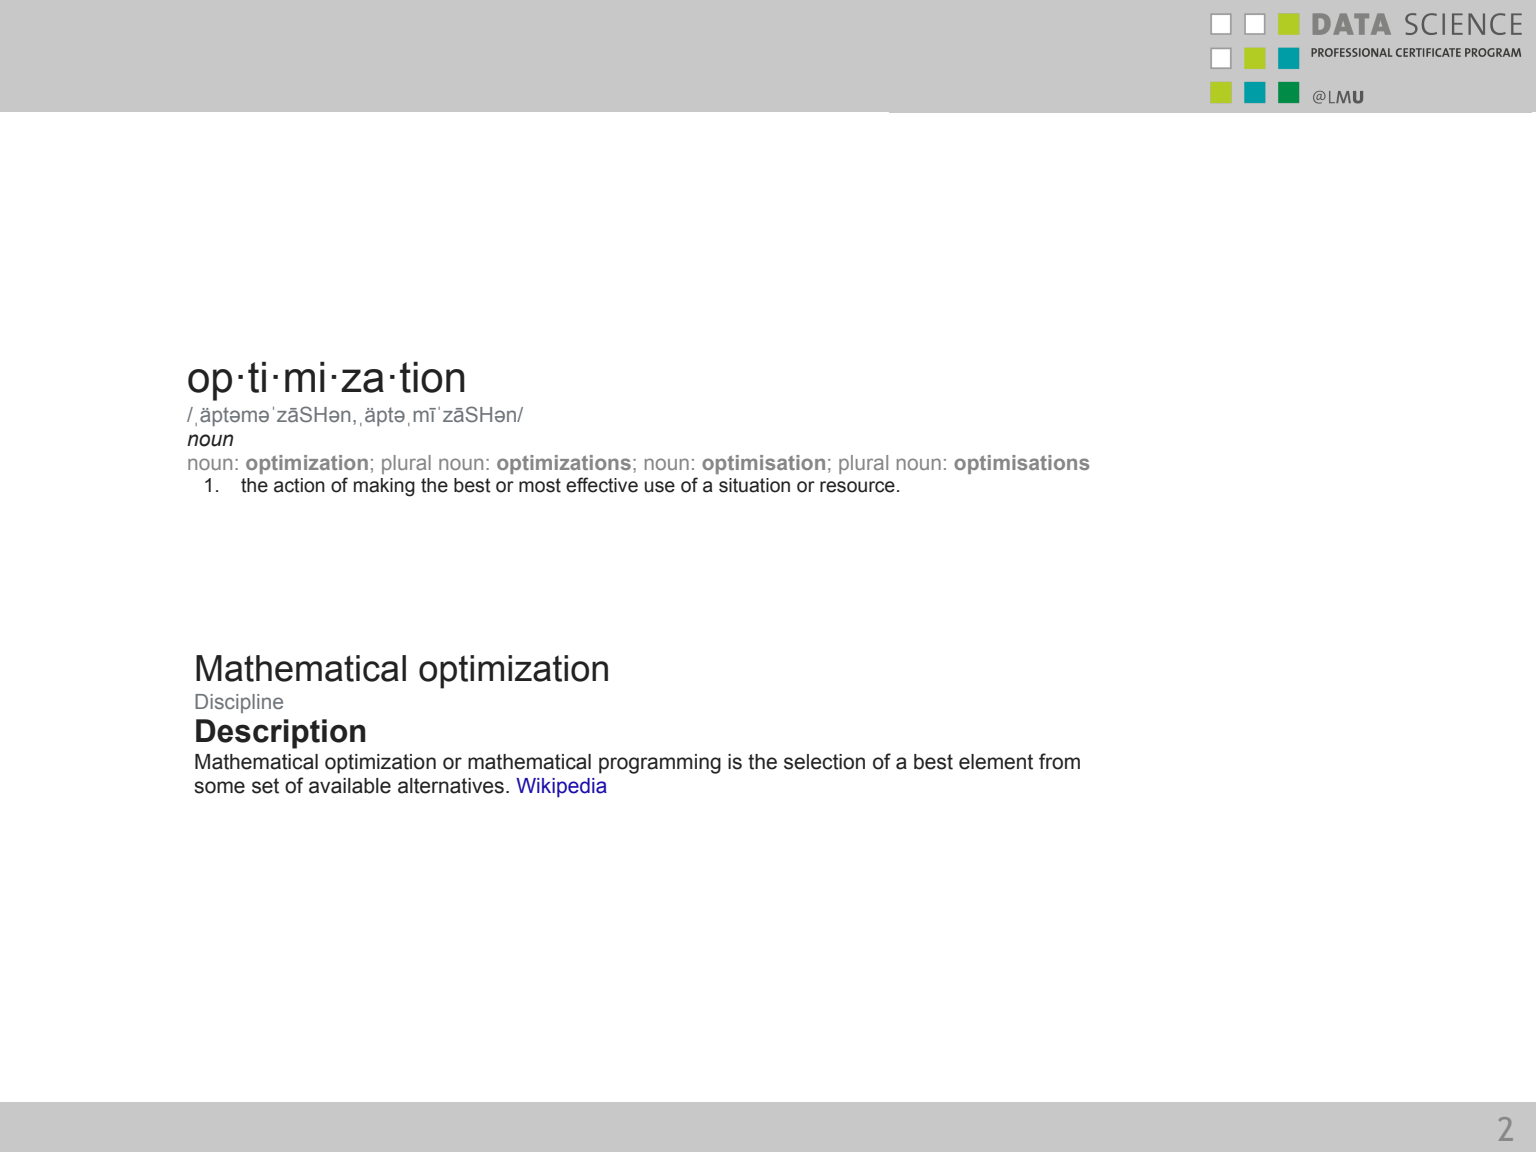 DATA SCIENCE
PROFESSIONAL CERTIFICATE PROGRAM
@LMU
op·ti·mi·za·tion
/ˌäptəməˈzāSHən,ˌäptəˌmīˈzāSHən/
noun
noun: optimization; plural noun: optimizations; noun: optimisation; plural noun: optimisations
1. the action of making the best or most effective use of a situation or resource.
Mathematical optimization
Discipline
Description
Mathematical optimization or mathematical programming is the selection of a best element from
some set of available alternatives. Wikipedia
2